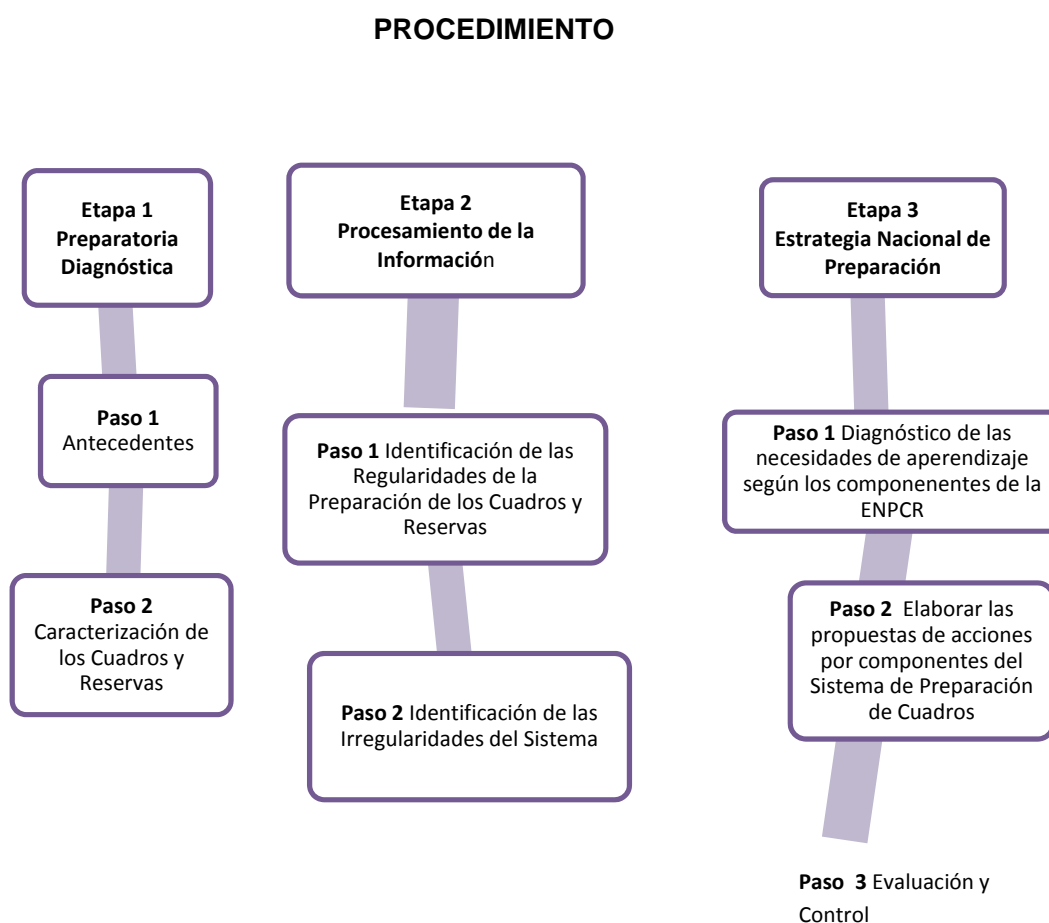 PROCEDIMIENTO
Etapa 1
Preparatoria
Diagnóstica
Paso 1
Antecedentes
Paso 2
Caracterización de
los Cuadros y
Reservas
Etapa 2
Procesamiento de la
Información
Paso 1 Identificación de las
Regularidades de la
Preparación de los Cuadros y
Reservas
Paso 2 Identificación de las
Irregularidades del Sistema
Etapa 3
Estrategia Nacional de
Preparación
Paso 1 Diagnóstico de las
necesidades de aperendizaje
según los componenentes de la
ENPCR
Paso 2 Elaborar las
propuestas de acciones
por componentes del
Sistema de Preparación
de Cuadros
Paso 3 Evaluación y
Control